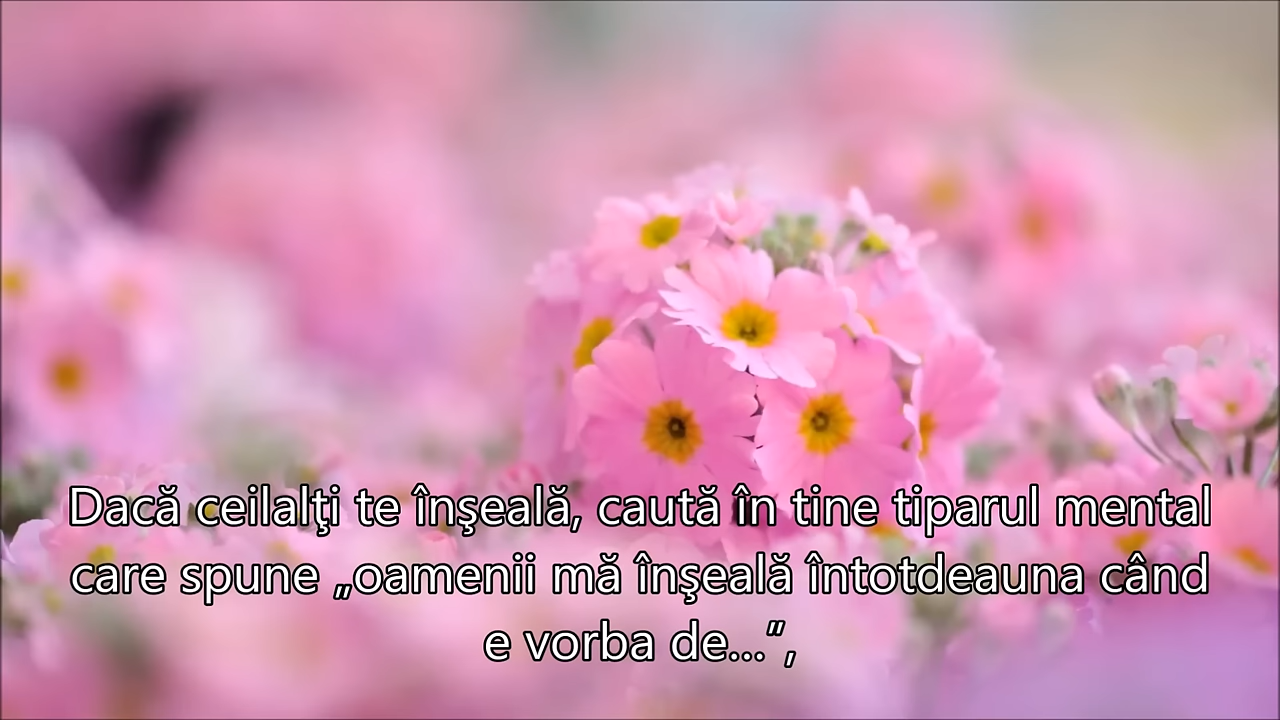 Dacă ceilalţi te înşeală, caută în tine tiparul mental
care spune „oamenii mă înşeală întotdeauna când
e vorba de...”,